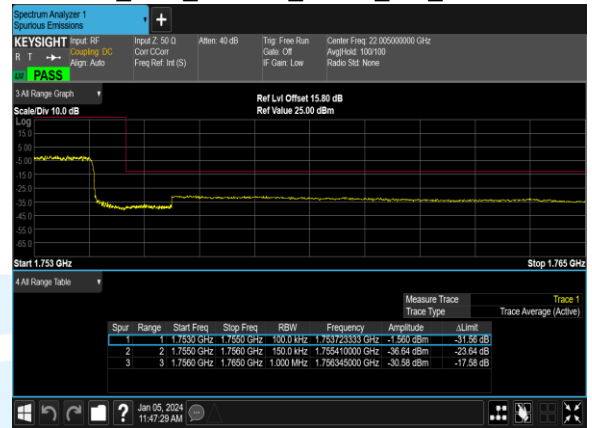 Spectrum Analyzer 1
Spurious Emissions
KEYSIGHT Input: RF Input Z: 50 Ω Atten: 40 dB Trig: Free Run Center Freq: 22.005000000 GHz
R T Coupling: DC Corr CCorr Gate: Off Avg|Hold: 100/100
Align: Auto Freq Ref: Int (S) IF Gain: Low Radio Std: None
PASS
3 All Range Graph
Ref Lvl Offset 15.80 dB
Scale/Div 10.0 dB Ref Value 25.00 dBm
Log
15.0
5.00
-5.00
-15.0
-25.0
-35.0
-45.0
-55.0
-65.0
Start 1.753 GHz Stop 1.765 GHz
4 All Range Table
Measure Trace Trace 1
Trace Type Trace Average (Active)
Spur Range Start Freq Stop Freq RBW Frequency Amplitude ΔLimit
1 1 1.7530 GHz 1.7550 GHz 100.0 kHz 1.753723333 GHz -1.560 dBm -31.56 dB
2 2 1.7550 GHz 1.7560 GHz 150.0 kHz 1.755410000 GHz -36.64 dBm -23.64 dB
3 3 1.7560 GHz 1.7650 GHz 1.000 MHz 1.756345000 GHz -30.58 dBm -17.58 dB
Jan 05, 2024
11:47:29 AM